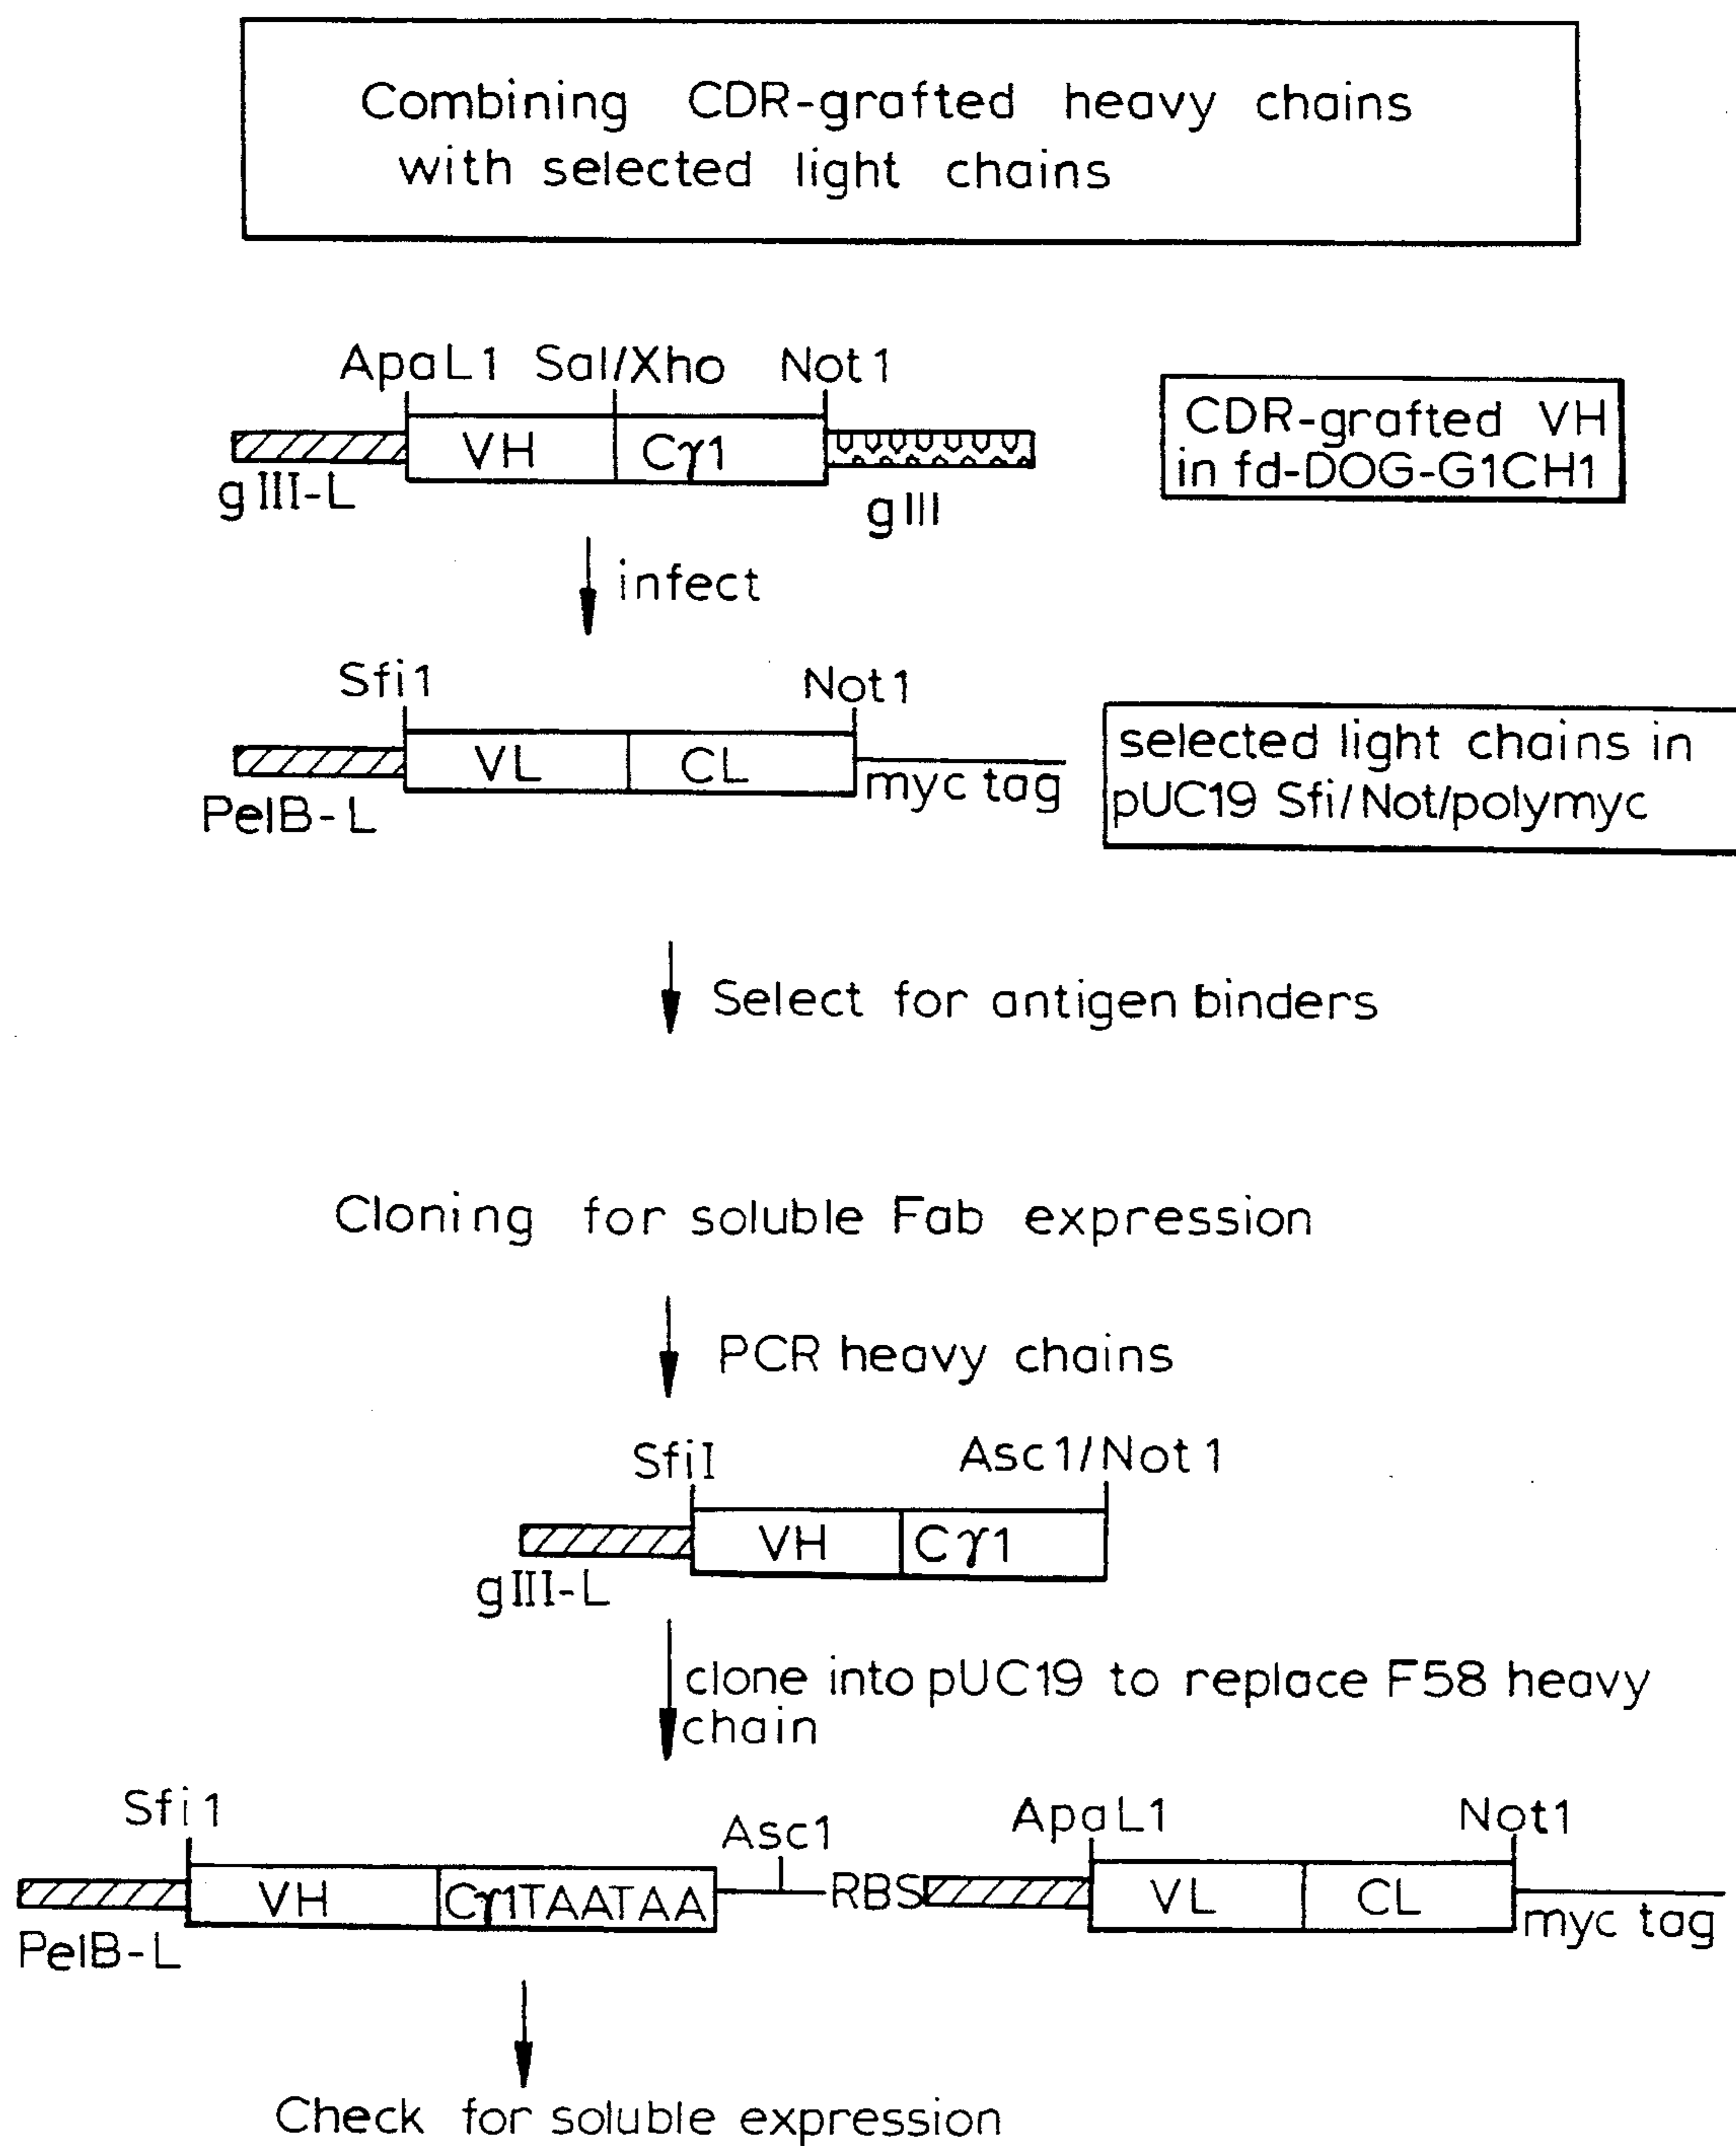 Combining CDR-grafted heavy chains
with selected light chains
ApaL1 Sal/Xho Not1
VH Cγ1
gIII-L gIII
CDR-grafted VH
in fd-DOG-G1CH1
infect
Sfi1 Not1
VL CL
PelB-L myc tag
selected light chains in
pUC19 Sfi/Not/polymyc
Select for antigen binders
Cloning for soluble Fab expression
PCR heavy chains
SfiI Asc1/Not1
VH Cγ1
gIII-L
clone into pUC19 to replace F58 heavy
chain
Sfi1 Asc1 ApaL1 Not1
VH Cγ1TAATAA RBS VL CL
PelB-L myc tag
Check for soluble expression